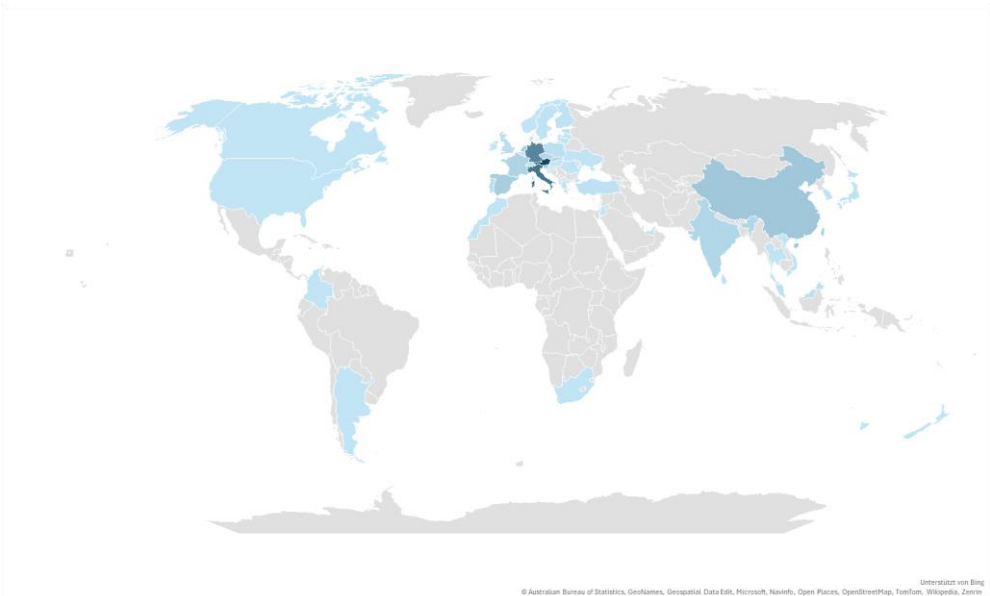 Unterstützt von Bing
© Australian Bureau of Statistics, GeoNames, Geospatial Data Edit, Microsoft, Navinfo, Open Places, OpenStreetMap, TomTom, Wikipedia, Zenrin